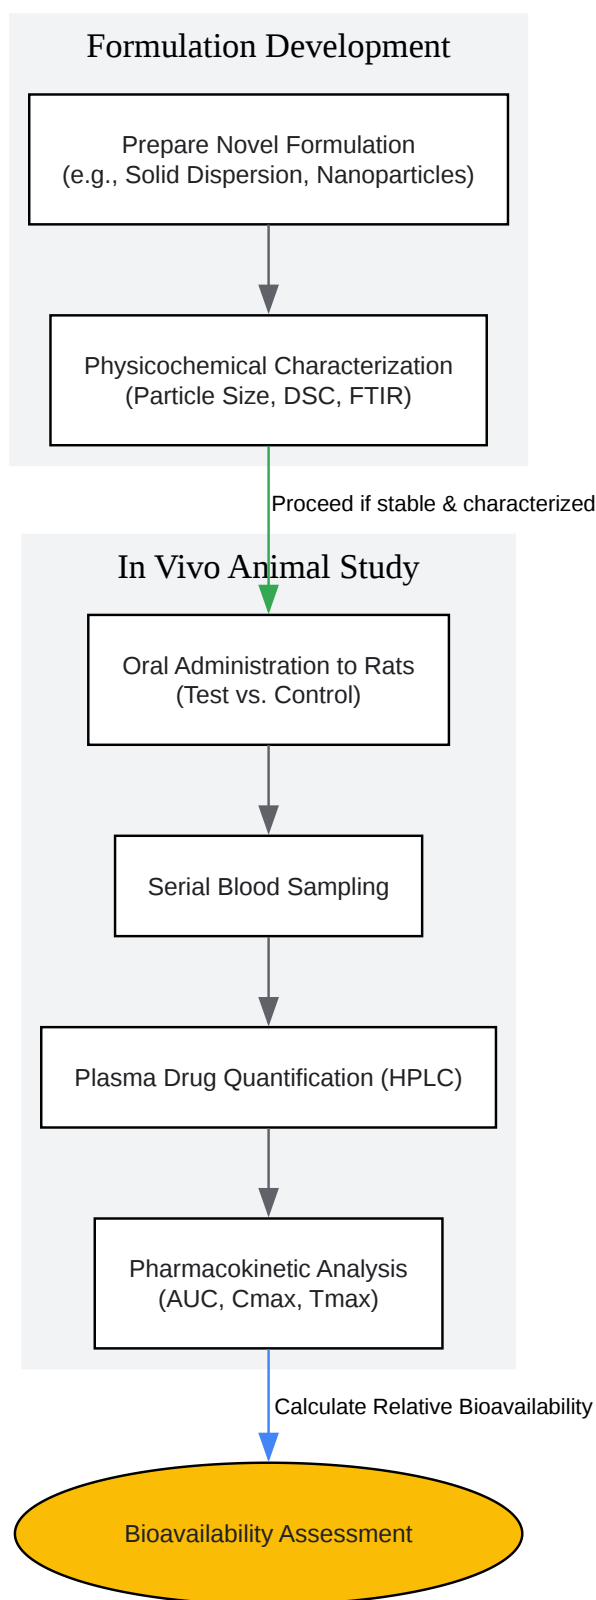 Formulation Development
Prepare Novel Formulation
(e.g., Solid Dispersion, Nanoparticles)
Physicochemical Characterization
(Particle Size, DSC, FTIR)
Proceed if stable & characterized
In Vivo Animal Study
Oral Administration to Rats
(Test vs. Control)
Serial Blood Sampling
Plasma Drug Quantification (HPLC)
Pharmacokinetic Analysis
(AUC, Cmax, Tmax)
Calculate Relative Bioavailability
Bioavailability Assessment